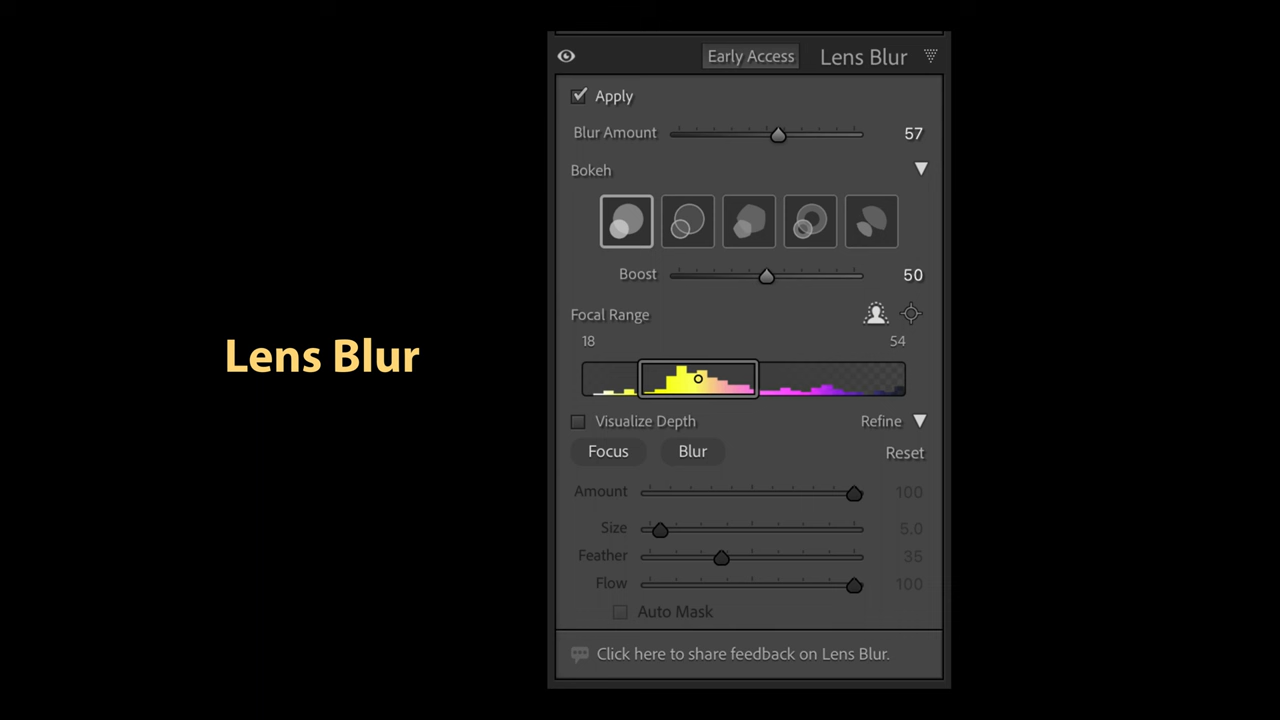 Early Access Lens Blur
Apply
Blur Amount 57
Bokeh
Boost 50
Focal Range
18 54
Lens Blur
Visualize Depth Refine
Focus Blur Reset
Amount 100
Size 5.0
Feather 35
Flow 100
Auto Mask
Click here to share feedback on Lens Blur.